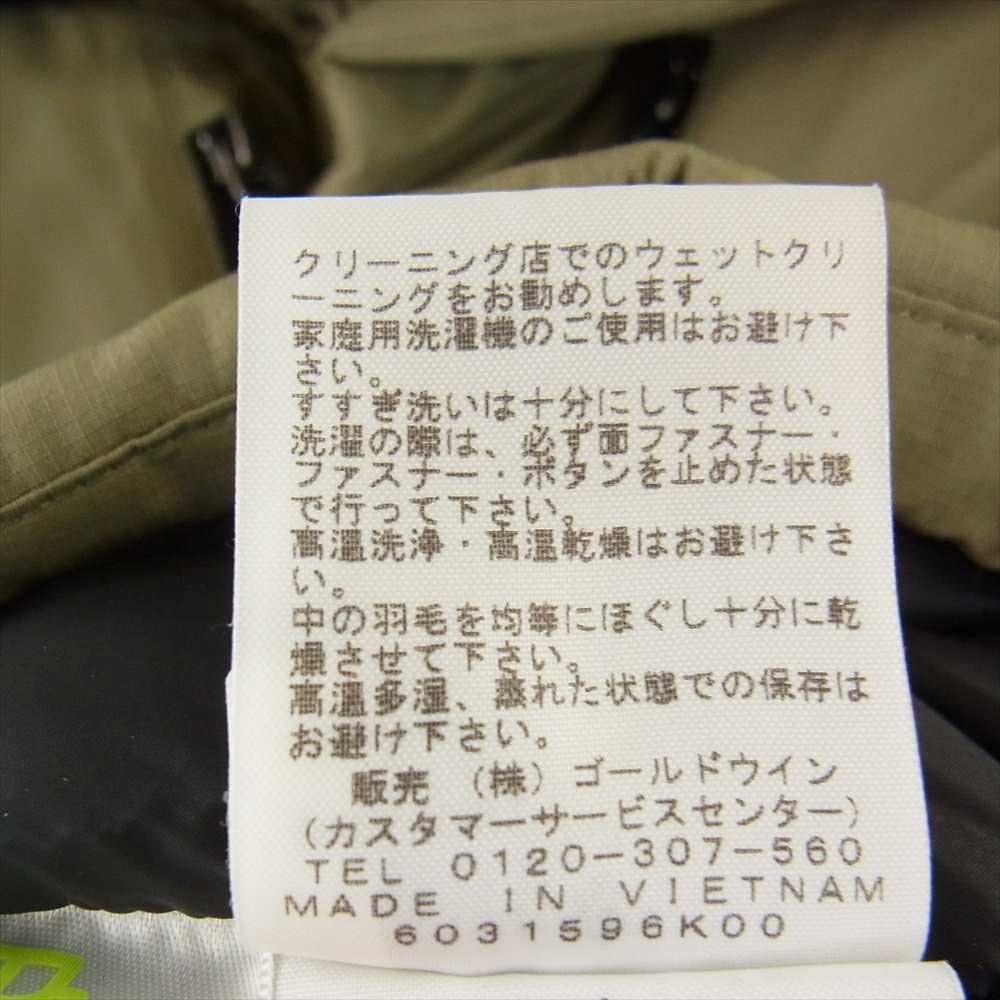 クリーニング店でのウェットクリ
ーニングをお勧めします。
家庭用洗濯機のご使用はお避け下
さい。
すすぎ洗いは十分にして下さい。
洗濯の際は、必ず面ファスナー・
ファスナー・ボタンを止めた状態
で行って下さい。
高温洗浄・高温乾燥はお避け下さ
い。
中の羽毛を均等にほぐし十分に乾
燥させて下さい。
高温多湿、蒸れた状態での保存は
お避け下さい。
販売 (株) ゴールドウイン
(カスタマーサービスセンター)
TEL 0120-307-560
MADE IN VIETNAM
6031596K00